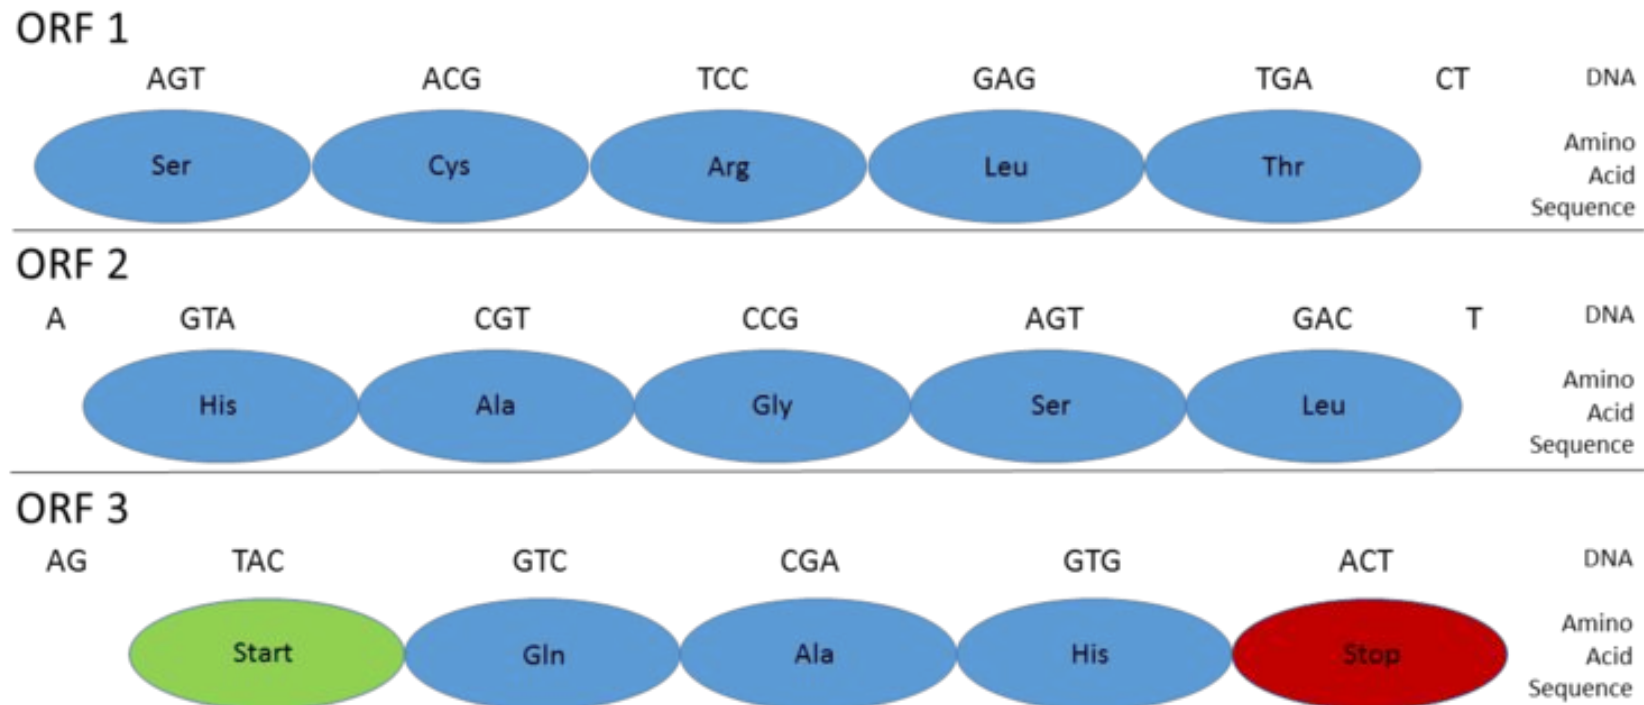 ORF 1
AGT ACG TCC GAG TGA CT DNA
Ser Cys Arg Leu Thr Amino
Acid
Sequence
ORF 2
A GTA CGT CCG AGT GAC T DNA
His Ala Gly Ser Leu Amino
Acid
Sequence
ORF 3
AG TAC GTC CGA GTG ACT DNA
Start Gln Ala His Stop Amino
Acid
Sequence